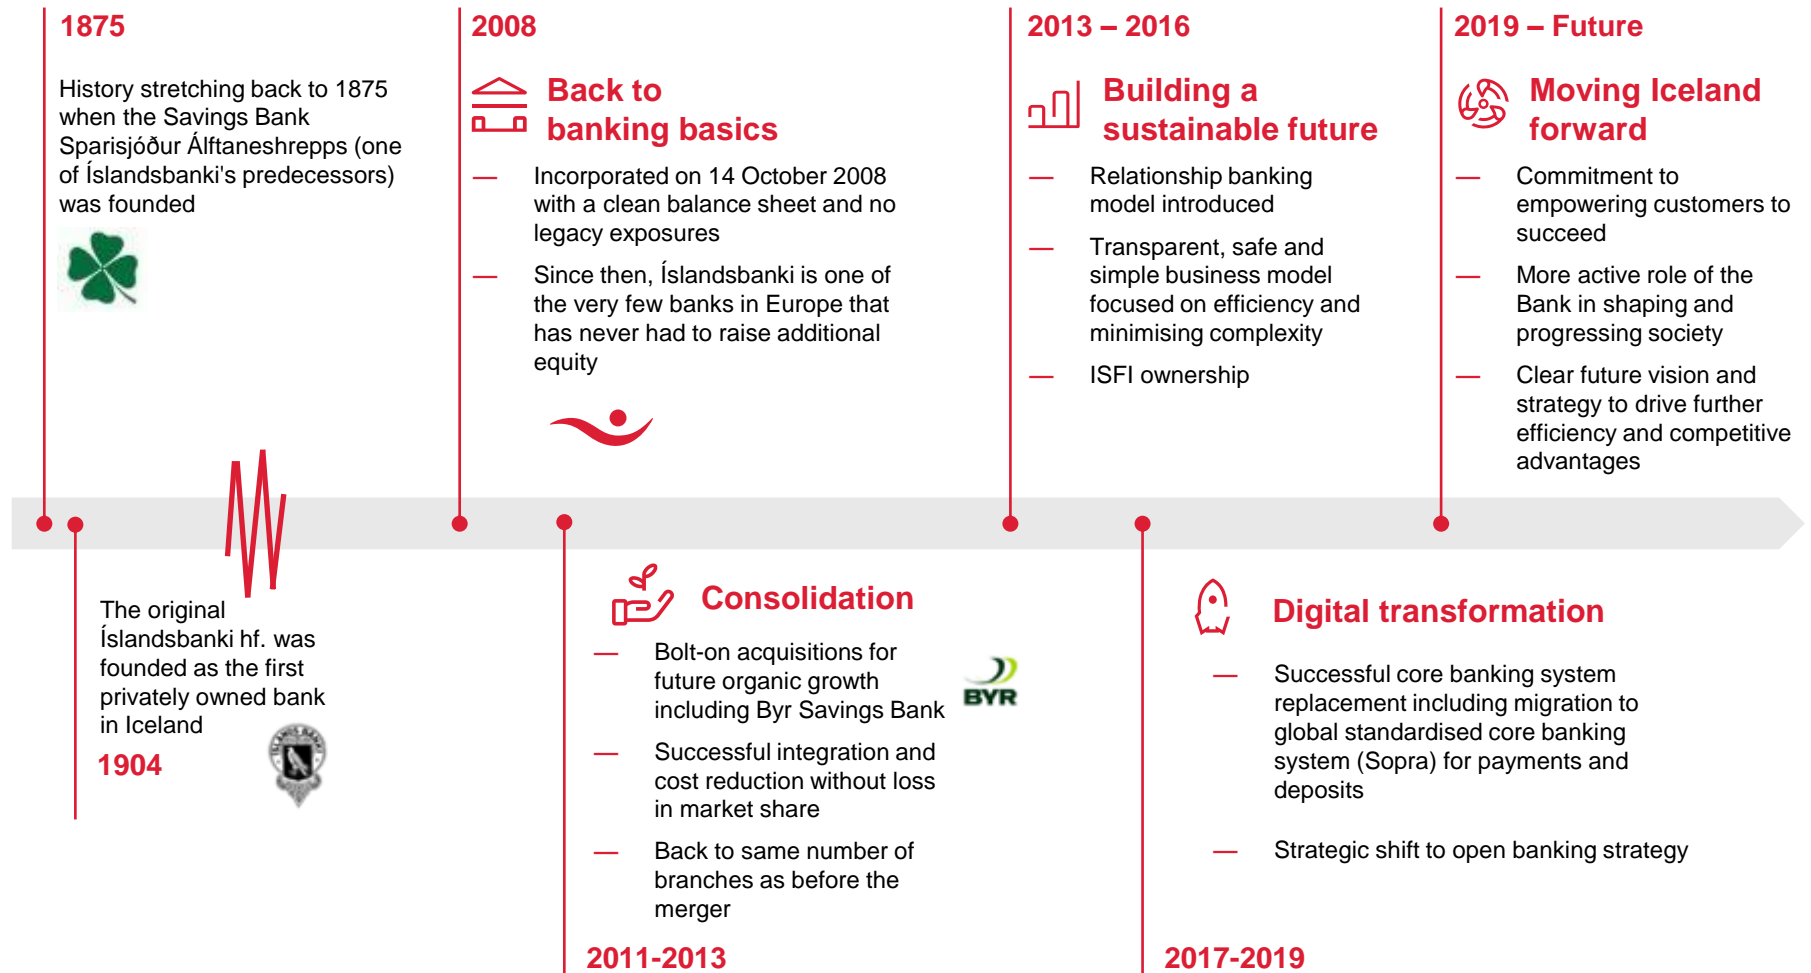 1875
History stretching back to 1875
when the Savings Bank
Sparisjóður Álftaneshrepps (one
of Íslandsbanki's predecessors)
was founded
2008
Back to
banking basics
— Incorporated on 14 October 2008
with a clean balance sheet and no
legacy exposures
— Since then, Íslandsbanki is one of
the very few banks in Europe that
has never had to raise additional
equity
2013 – 2016
Building a
sustainable future
— Relationship banking
model introduced
— Transparent, safe and
simple business model
focused on efficiency and
minimising complexity
— ISFI ownership
2019 – Future
Moving Iceland
forward
— Commitment to
empowering customers to
succeed
— More active role of the
Bank in shaping and
progressing society
— Clear future vision and
strategy to drive further
efficiency and competitive
advantages
The original
Íslandsbanki hf. was
founded as the first
privately owned bank
in Iceland
1904
ISLANDS BANKI
Consolidation
— Bolt-on acquisitions for
future organic growth
including Byr Savings Bank
BYR
— Successful integration and
cost reduction without loss
in market share
— Back to same number of
branches as before the
merger
2011-2013
Digital transformation
— Successful core banking system
replacement including migration to
global standardised core banking
system (Sopra) for payments and
deposits
— Strategic shift to open banking strategy
2017-2019